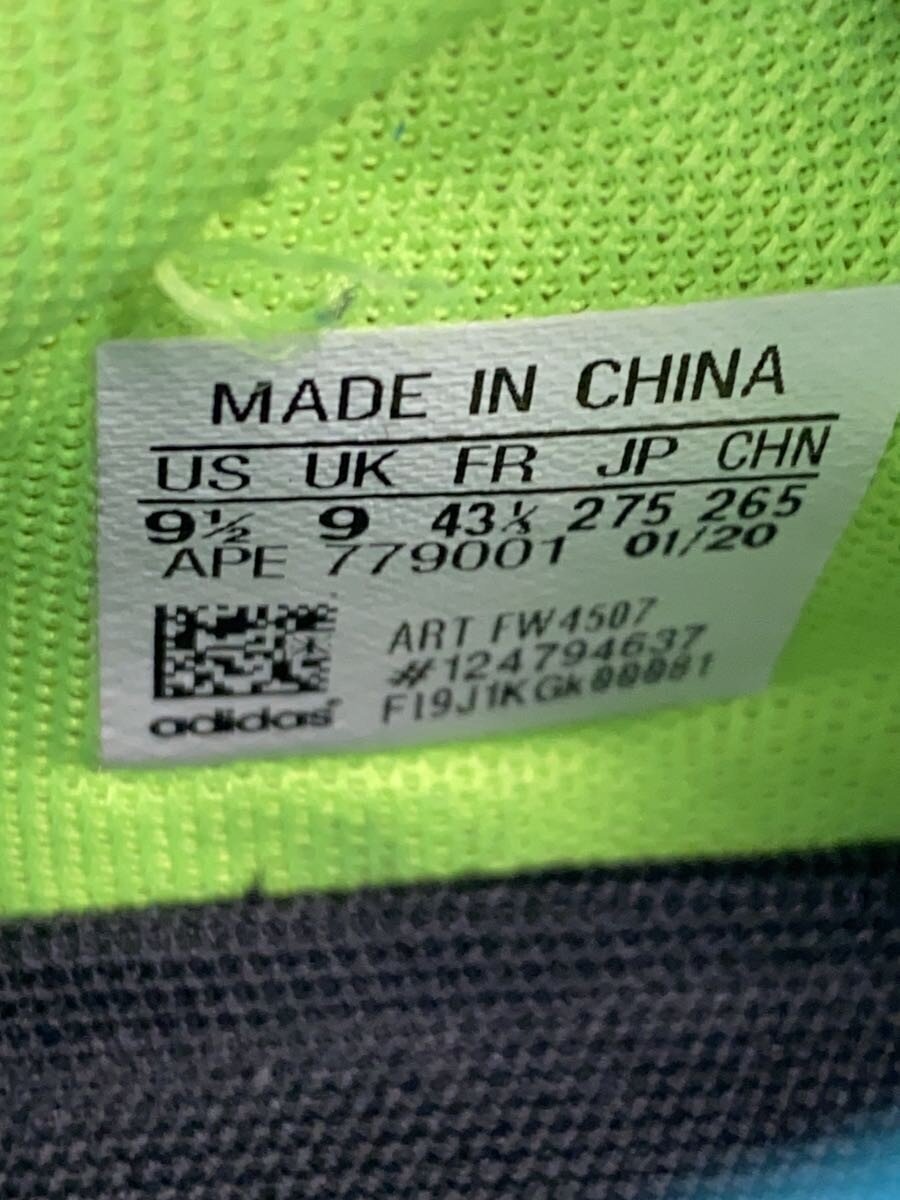 MADE IN CHINA
US UK FR JP CHN
9½ 9 43⅓ 275 265
APE 779001 01/20
ART FW4507
#124794637
FI9J1KGk00081
adidas